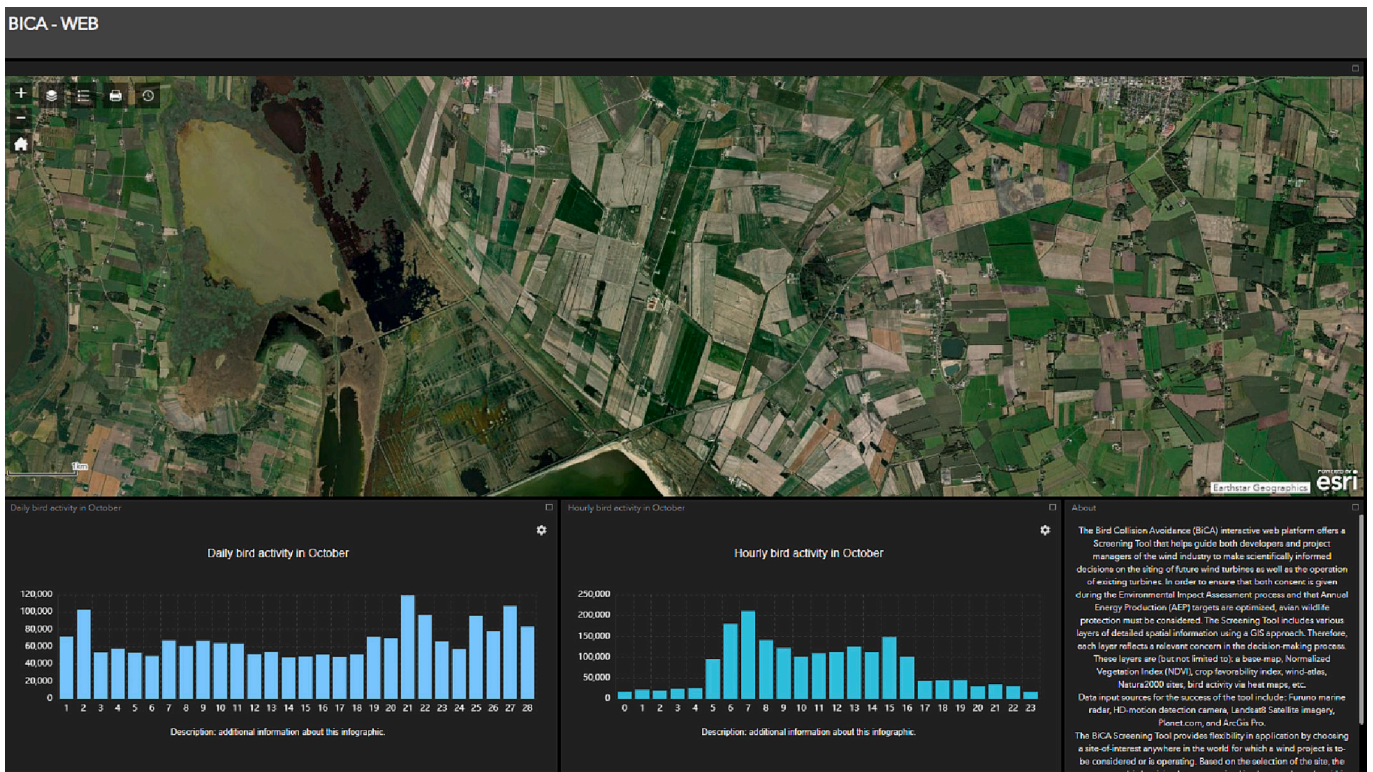 BICA - WEB
1km
Earthstar Geographics
POWERED BY
esri
Daily bird activity in October
Daily bird activity in October
120,000
100,000
80,000
60,000
40,000
20,000
0
1 2 3 4 5 6 7 8 9 10 11 12 13 14 15 16 17 18 19 20 21 22 23 24 25 26 27 28
Description: additional information about this infographic.
Hourly bird activity in October
Hourly bird activity in October
250,000
200,000
150,000
100,000
50,000
0
0 1 2 3 4 5 6 7 8 9 10 11 12 13 14 15 16 17 18 19 20 21 22 23
Description: additional information about this infographic.
About
The Bird Collision Avoidance (BiCA) interactive web platform offers a
Screening Tool that helps guide both developers and project
managers of the wind industry to make scientifically informed
decisions on the siting of future wind turbines as well as the operation
of existing turbines. In order to ensure that both consent is given
during the Environmental Impact Assessment process and that Annual
Energy Production (AEP) targets are optimized, avian wildlife
protection must be considered. The Screening Tool includes various
layers of detailed spatial information using a GIS approach. Therefore,
each layer reflects a relevant concern in the decision-making process.
These layers are (but not limited to): a base-map, Normalized
Vegetation Index (NDVI), crop favorability index, wind-atlas,
Natura2000 sites, bird activity via heat maps, etc.
Data input sources for the success of the tool include: Furuno marine
radar, HD-motion detection camera, Landsat8 Satellite imagery,
Planet.com, and ArcGis Pro.
The BiCA Screening Tool provides flexibility in application by choosing
a site-of-interest anywhere in the world for which a wind project is to-
be considered or is operating. Based on the selection of the site, the